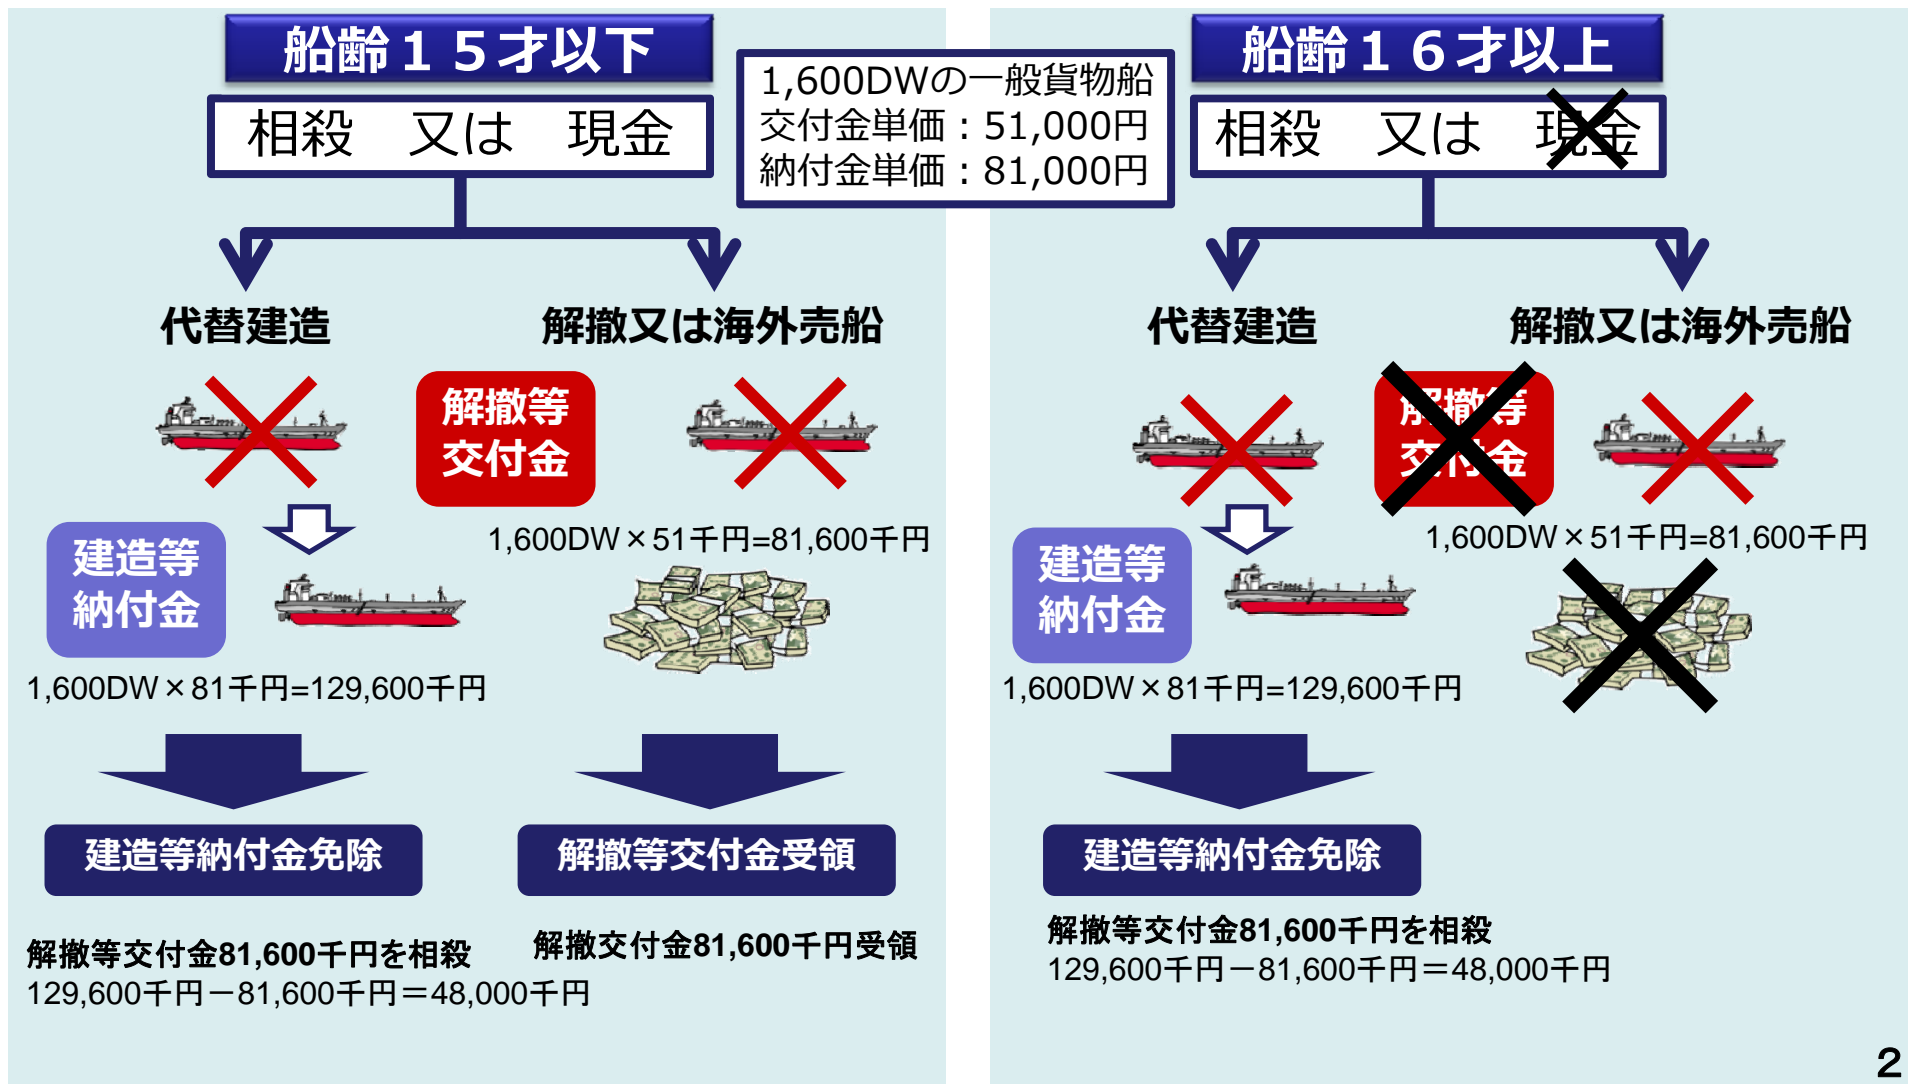 船齢１５才以下
相殺　又は　現金
1,600DWの一般貨物船
交付金単価：51,000円
納付金単価：81,000円
船齢１６才以上
相殺　又は　現金
代替建造
解撤又は海外売船
解撤等
交付金
1,600DW×51千円=81,600千円
建造等
納付金
1,600DW×81千円=129,600千円
建造等納付金免除
解撤等交付金受領
解撤等交付金81,600千円を相殺
129,600千円－81,600千円＝48,000千円
解撤交付金81,600千円受領
代替建造
解撤又は海外売船
解撤等
交付金
1,600DW×51千円=81,600千円
建造等
納付金
1,600DW×81千円=129,600千円
建造等納付金免除
解撤等交付金81,600千円を相殺
129,600千円－81,600千円＝48,000千円
2